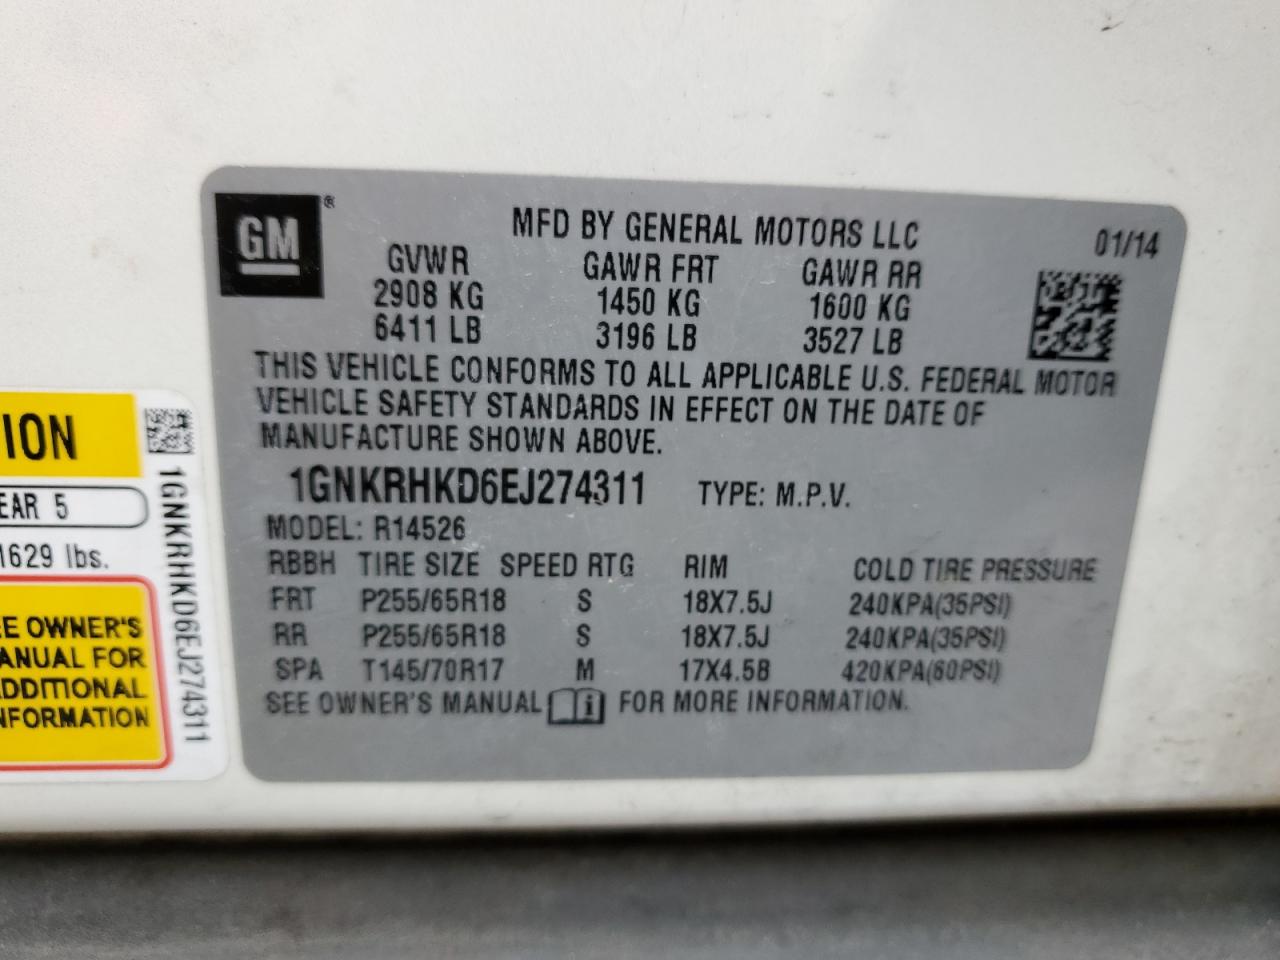 GM®
MFD BY GENERAL MOTORS LLC 01/14
GVWR GAWR FRT GAWR RR
2908 KG 1450 KG 1600 KG
6411 LB 3196 LB 3527 LB
THIS VEHICLE CONFORMS TO ALL APPLICABLE U.S. FEDERAL MOTOR
VEHICLE SAFETY STANDARDS IN EFFECT ON THE DATE OF
MANUFACTURE SHOWN ABOVE.
1GNKRHKD6EJ274311 TYPE: M.P.V.
MODEL: R14526
RBBH TIRE SIZE SPEED RTG RIM COLD TIRE PRESSURE
FRT P255/65R18 S 18X7.5J 240KPA(35PSI)
RR P255/65R18 S 18X7.5J 240KPA(35PSI)
SPA T145/70R17 M 17X4.5B 420KPA(60PSI)
SEE OWNER'S MANUAL i FOR MORE INFORMATION.
ION
EAR 5
1629 lbs.
EE OWNER'S
ANUAL FOR
DDITIONAL
NFORMATION
1GNKRHKD6EJ274311